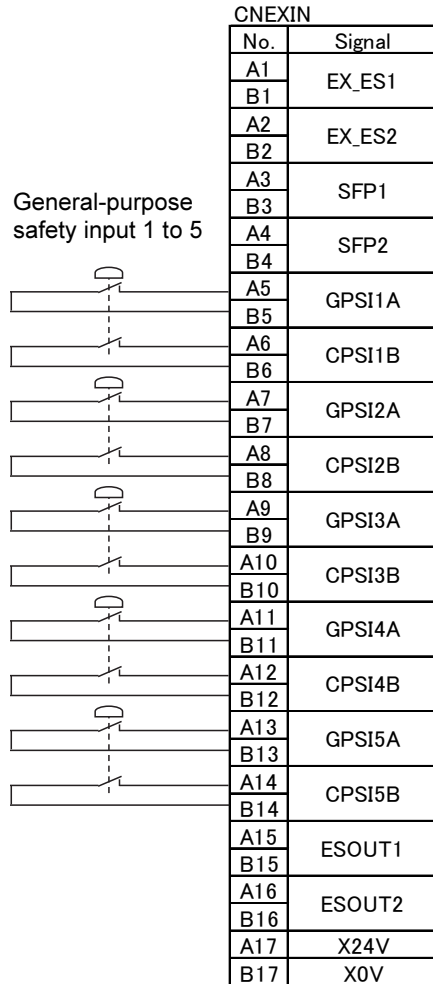 CNEXIN
No. Signal
A1 EX_ES1
B1
A2 EX_ES2
B2
General-purpose
safety input 1 to 5
A3 SFP1
B3
A4 SFP2
B4
A5 GPSI1A
B5
A6 CPSI1B
B6
A7 GPSI2A
B7
A8 CPSI2B
B8
A9 GPSI3A
B9
A10 CPSI3B
B10
A11 GPSI4A
B11
A12 CPSI4B
B12
A13 GPSI5A
B13
A14 CPSI5B
B14
A15 ESOUT1
B15
A16 ESOUT2
B16
A17 X24V
B17 X0V